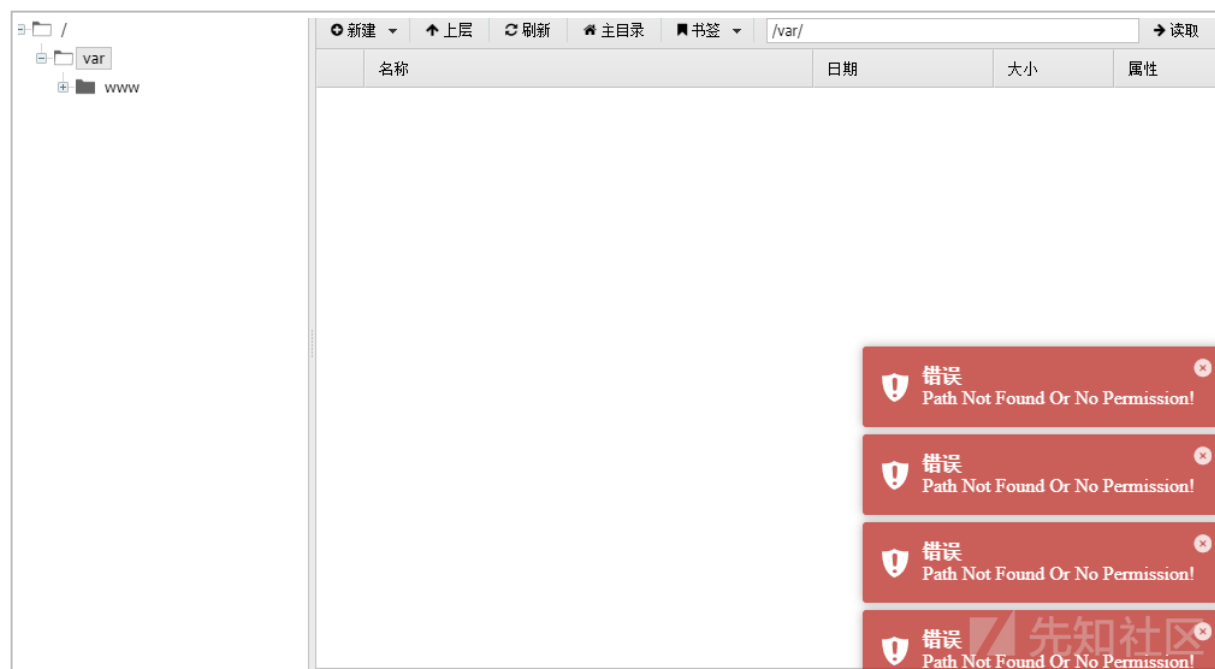 /
新建 上层 刷新 主目录 书签 /var/ 读取
var
www
名称 日期 大小 属性
错误
Path Not Found Or No Permission!
错误
Path Not Found Or No Permission!
错误
Path Not Found Or No Permission!
错误
Path Not Found Or No Permission!
先知社区